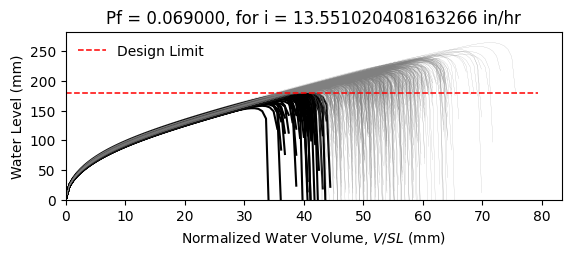 Pf = 0.069000, for i = 13.551020408163266 in/hr
Water Level (mm)
250
200
150
100
50
0
Design Limit
0 10 20 30 40 50 60 70 80
Normalized Water Volume, V/SL (mm)